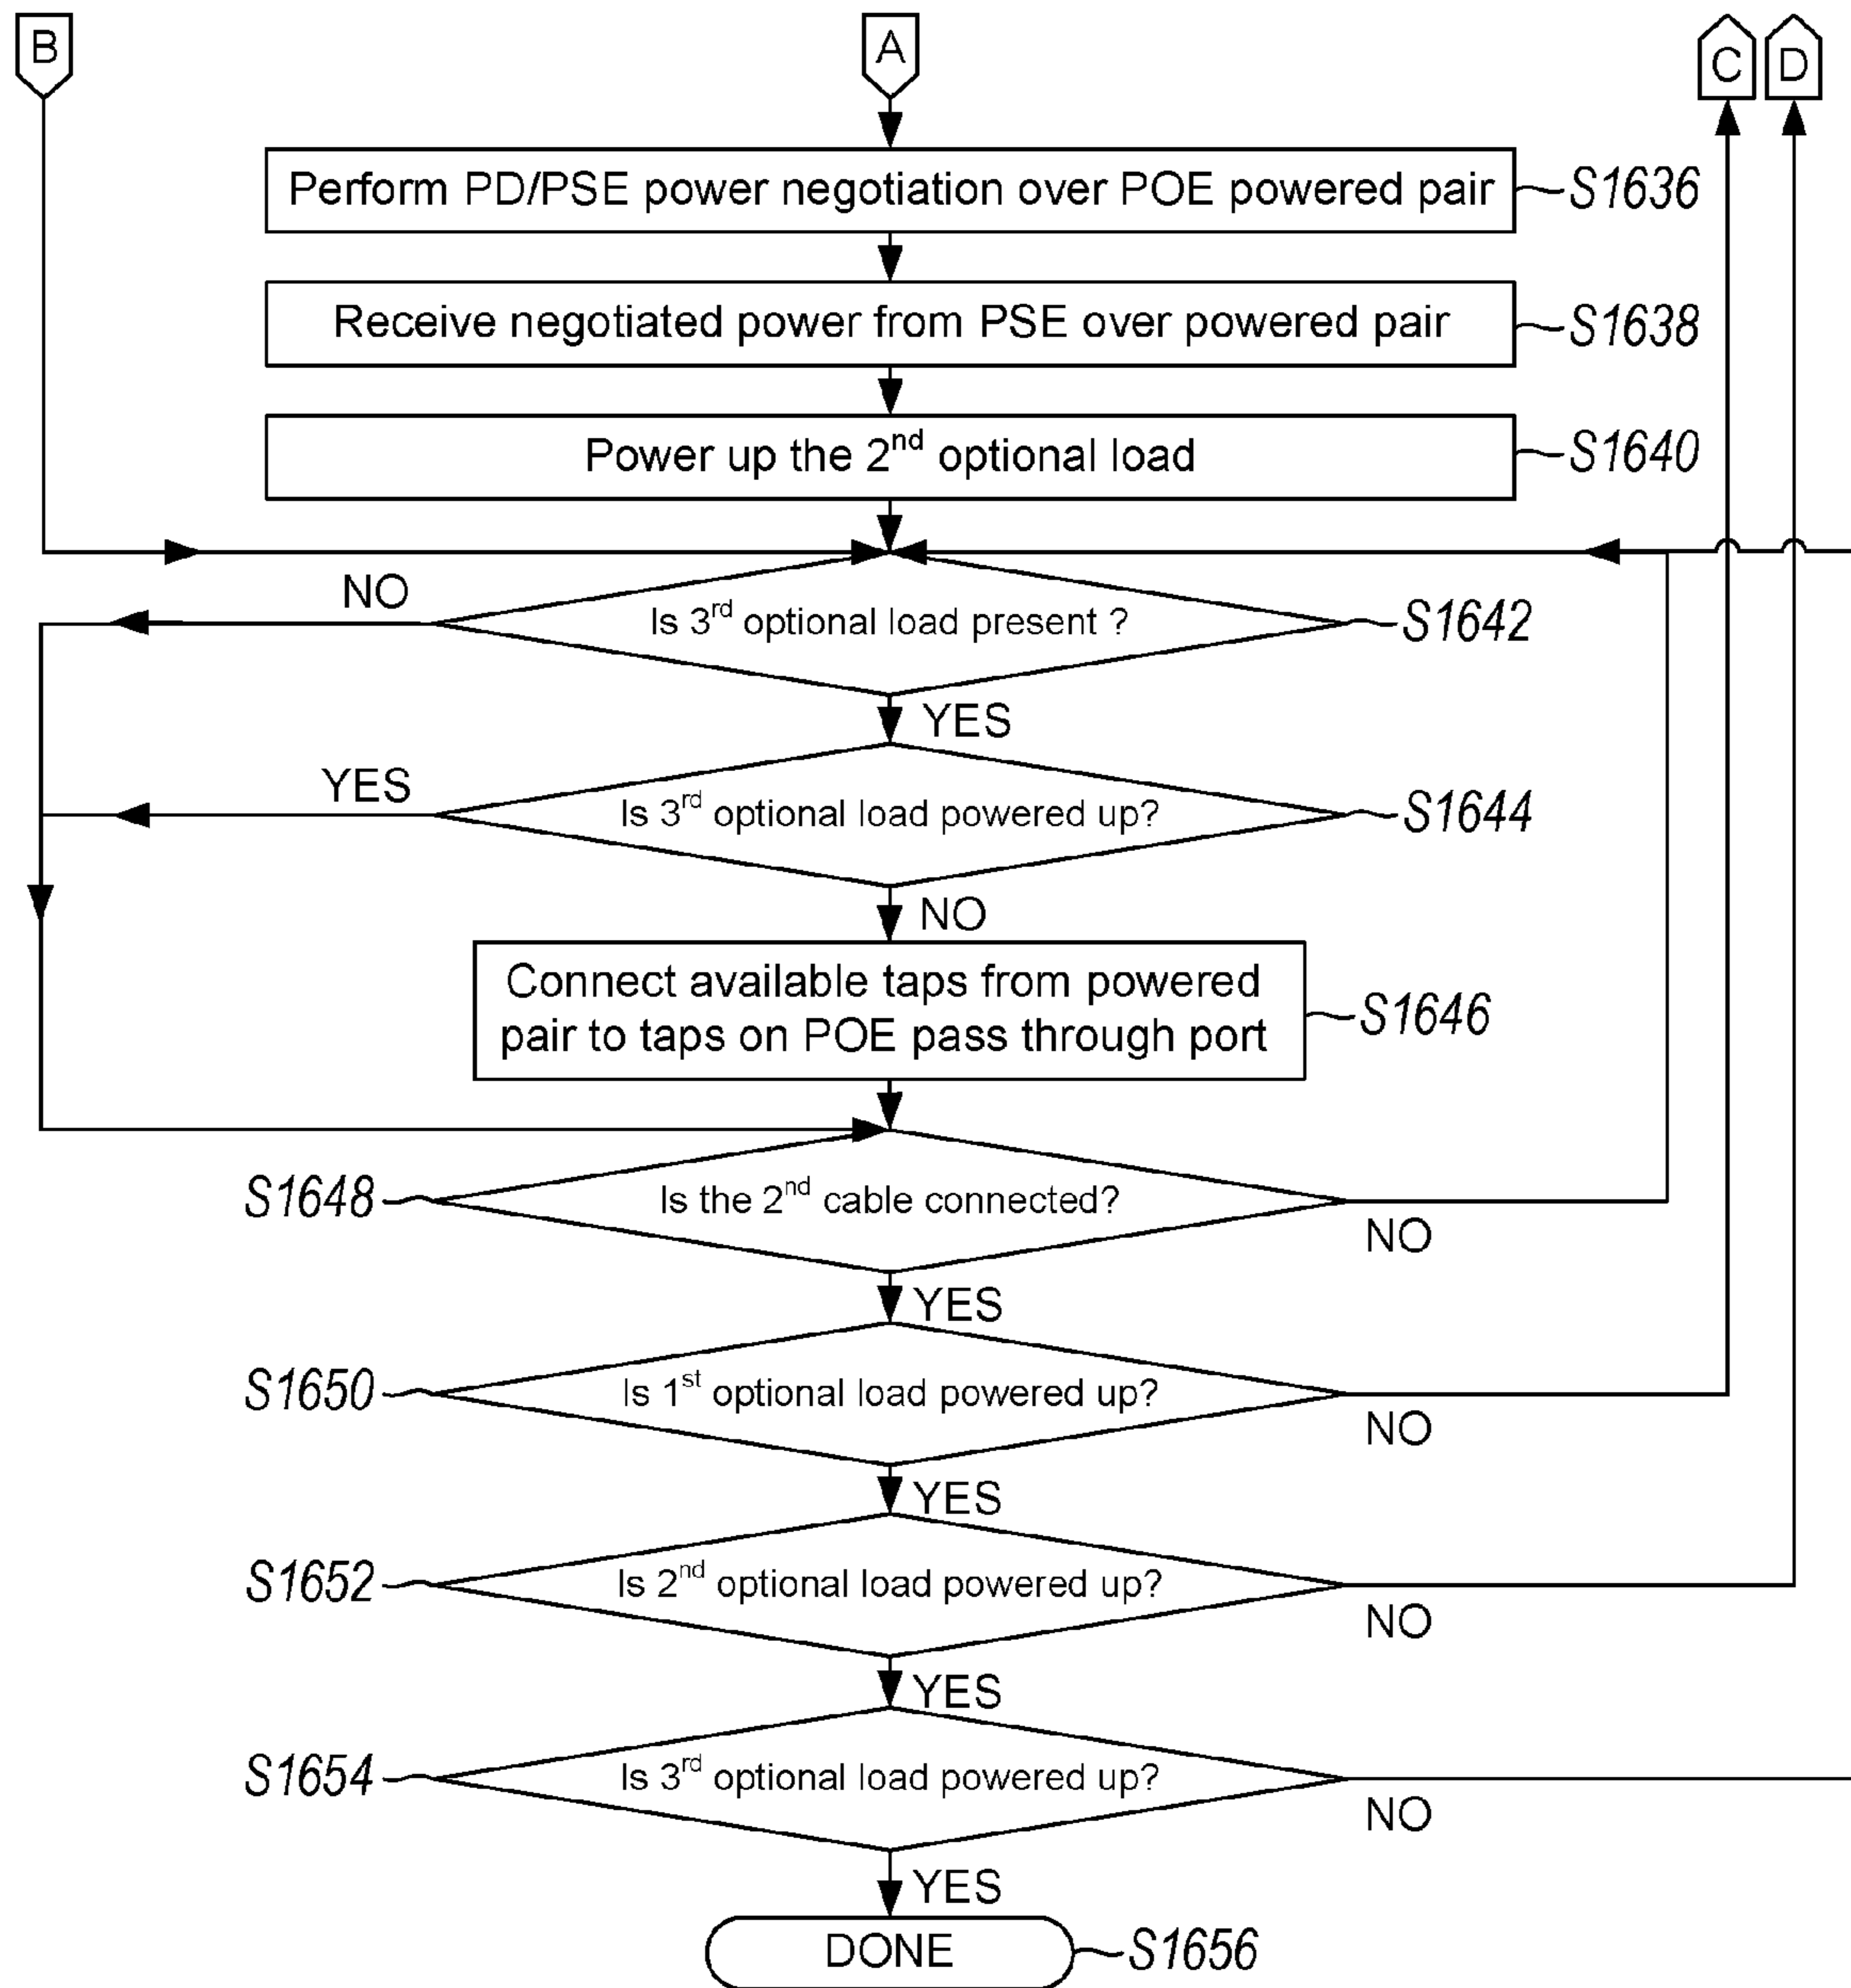 B
A
C
D
Perform PD/PSE power negotiation over POE powered pair
S1636
Receive negotiated power from PSE over powered pair
S1638
Power up the 2nd optional load
S1640
NO
Is 3rd optional load present ?
S1642
YES
YES
Is 3rd optional load powered up?
S1644
NO
Connect available taps from powered
pair to taps on POE pass through port
S1646
S1648
Is the 2nd cable connected?
NO
YES
S1650
Is 1st optional load powered up?
NO
YES
S1652
Is 2nd optional load powered up?
NO
YES
S1654
Is 3rd optional load powered up?
NO
YES
DONE
S1656